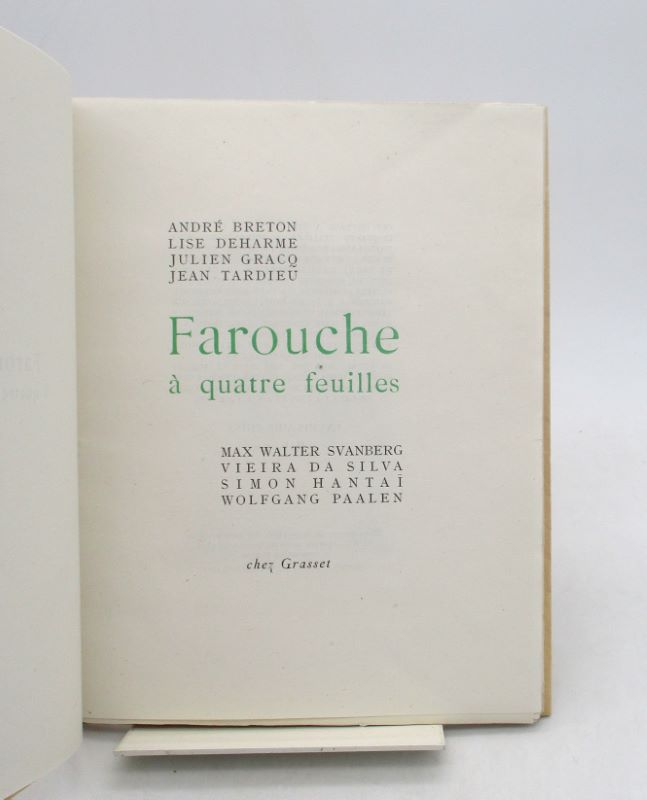 ANDRÉ BRETON
LISE DEHARME
JULIEN GRACQ
JEAN TARDIEU
Farouche
à quatre feuilles
MAX WALTER SVANBERG
VIEIRA DA SILVA
SIMON HANTAÏ
WOLFGANG PAALEN
chez Grasset